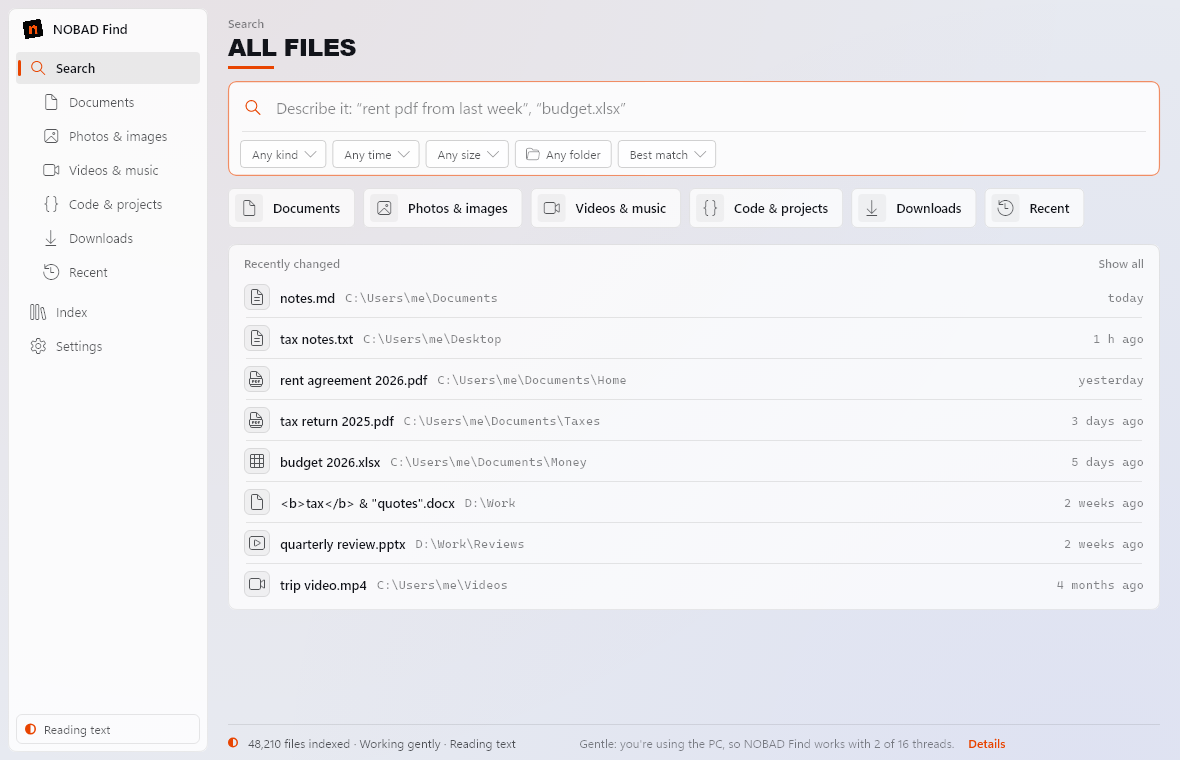 NOBAD Find
Search
Documents
Photos & images
Videos & music
Code & projects
Downloads
Recent
Index
Settings
Reading text
Search
ALL FILES
Describe it: “rent pdf from last week”, “budget.xlsx”
Any kind Any time Any size Any folder Best match
Documents Photos & images Videos & music Code & projects Downloads Recent
Recently changed Show all
notes.md C:\Users\me\Documents today
tax notes.txt C:\Users\me\Desktop 1 h ago
rent agreement 2026.pdf C:\Users\me\Documents\Home yesterday
tax return 2025.pdf C:\Users\me\Documents\Taxes 3 days ago
budget 2026.xlsx C:\Users\me\Documents\Money 5 days ago
<b>tax</b> & "quotes".docx D:\Work 2 weeks ago
quarterly review.pptx D:\Work\Reviews 2 weeks ago
trip video.mp4 C:\Users\me\Videos 4 months ago
48,210 files indexed · Working gently · Reading text Gentle: you're using the PC, so NOBAD Find works with 2 of 16 threads. Details